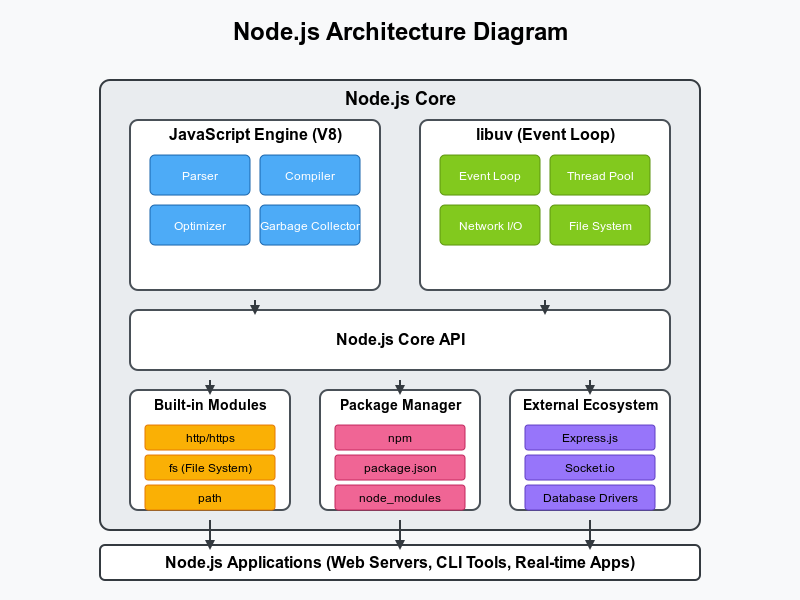 Node.js Architecture Diagram
Node.js Core
JavaScript Engine (V8)
Parser
Compiler
Optimizer
Garbage Collector
libuv (Event Loop)
Event Loop
Thread Pool
Network I/O
File System
Node.js Core API
Built-in Modules
http/https
fs (File System)
path
Package Manager
npm
package.json
node_modules
External Ecosystem
Express.js
Socket.io
Database Drivers
Node.js Applications (Web Servers, CLI Tools, Real-time Apps)